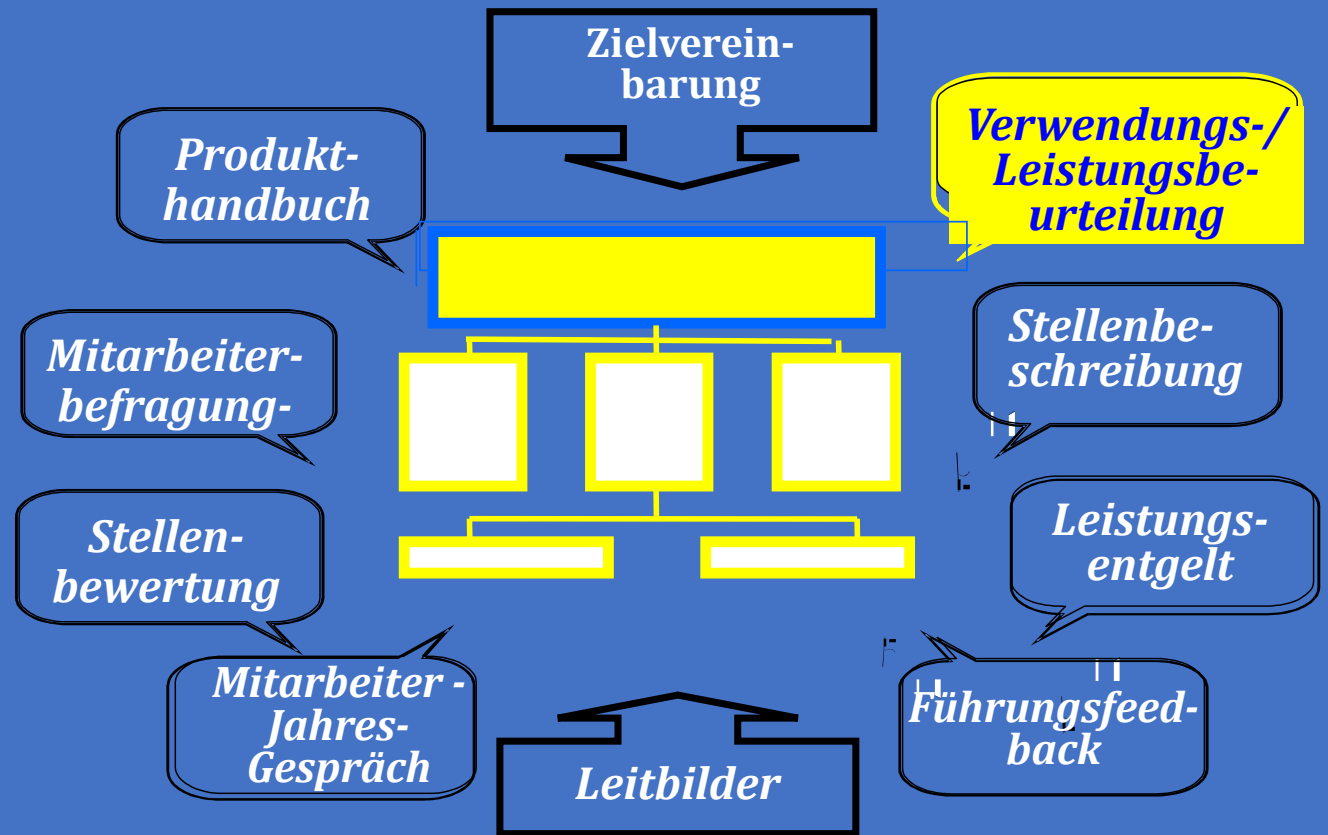 Zielverein-
barung
Produkt-
handbuch
Verwendungs-/
Leistungsbe-
urteilung
Mitarbeiter-
befragung-
Stellenbe-
schreibung
Stellen-
bewertung
Leistungs-
entgelt
Mitarbeiter -
Jahres-
Gespräch
Führungsfeed-
back
Leitbilder